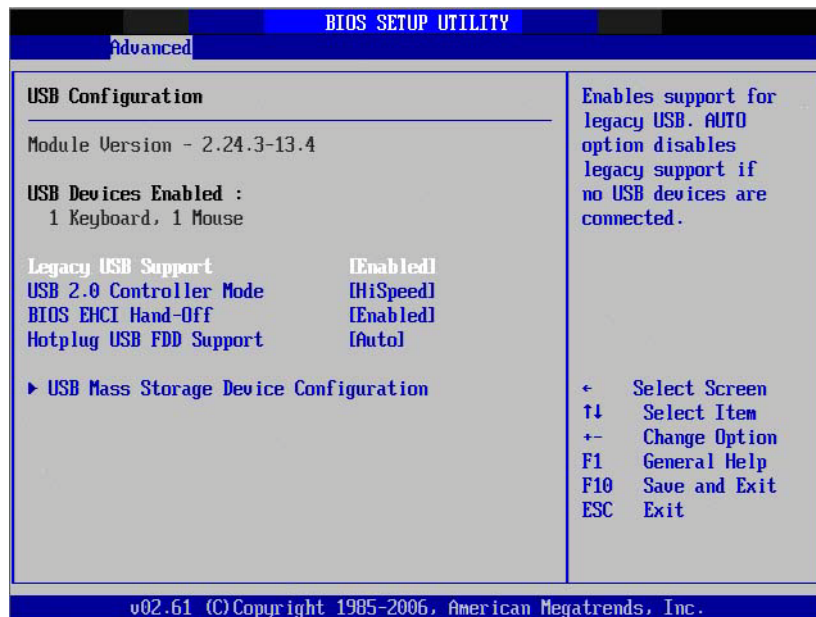 BIOS SETUP UTILITY
Advanced
USB Configuration
Module Version - 2.24.3-13.4
USB Devices Enabled :
1 Keyboard, 1 Mouse
Legacy USB Support [Enabled]
USB 2.0 Controller Mode [HiSpeed]
BIOS EHCI Hand-Off [Enabled]
Hotplug USB FDD Support [Auto]
▶ USB Mass Storage Device Configuration
Enables support for
legacy USB. AUTO
option disables
legacy support if
no USB devices are
connected.
← Select Screen
↑↓ Select Item
+- Change Option
F1 General Help
F10 Save and Exit
ESC Exit
v02.61 (C)Copyright 1985-2006, American Megatrends, Inc.